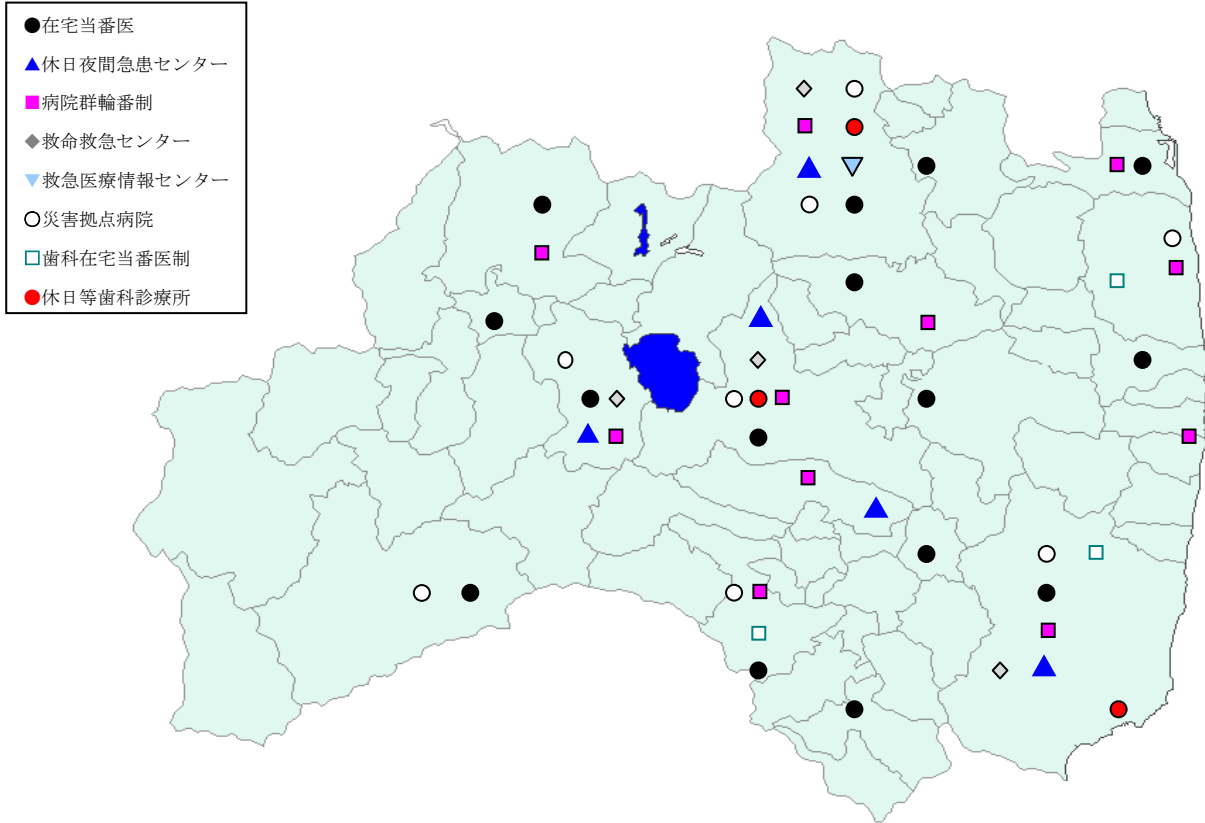 在宅当番医
休日夜間急患センター
病院群輪番制
救命救急センター
救急医療情報センター
災害拠点病院
歯科在宅当番医制
休日等歯科診療所